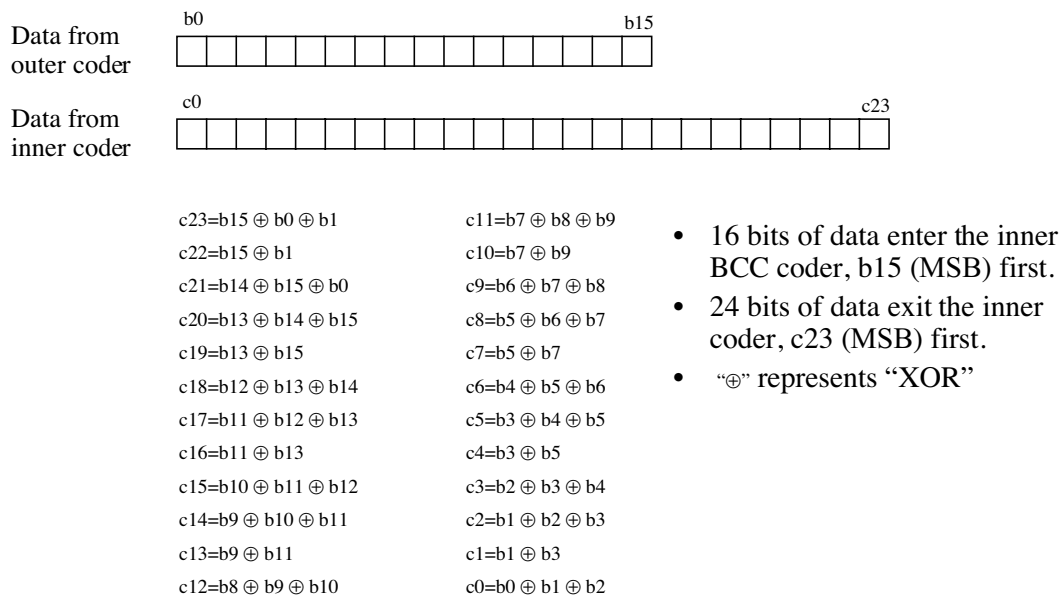 b0 b15
Data from
outer coder
c0 c23
Data from
inner coder
c23=b15 ⊕ b0 ⊕ b1
c22=b15 ⊕ b1
c21=b14 ⊕ b15 ⊕ b0
c20=b13 ⊕ b14 ⊕ b15
c19=b13 ⊕ b15
c18=b12 ⊕ b13 ⊕ b14
c17=b11 ⊕ b12 ⊕ b13
c16=b11 ⊕ b13
c15=b10 ⊕ b11 ⊕ b12
c14=b9 ⊕ b10 ⊕ b11
c13=b9 ⊕ b11
c12=b8 ⊕ b9 ⊕ b10
c11=b7 ⊕ b8 ⊕ b9
c10=b7 ⊕ b9
c9=b6 ⊕ b7 ⊕ b8
c8=b5 ⊕ b6 ⊕ b7
c7=b5 ⊕ b7
c6=b4 ⊕ b5 ⊕ b6
c5=b3 ⊕ b4 ⊕ b5
c4=b3 ⊕ b5
c3=b2 ⊕ b3 ⊕ b4
c2=b1 ⊕ b2 ⊕ b3
c1=b1 ⊕ b3
c0=b0 ⊕ b1 ⊕ b2
• 16 bits of data enter the inner
BCC coder, b15 (MSB) first.
• 24 bits of data exit the inner
coder, c23 (MSB) first.
• “⊕” represents “XOR”